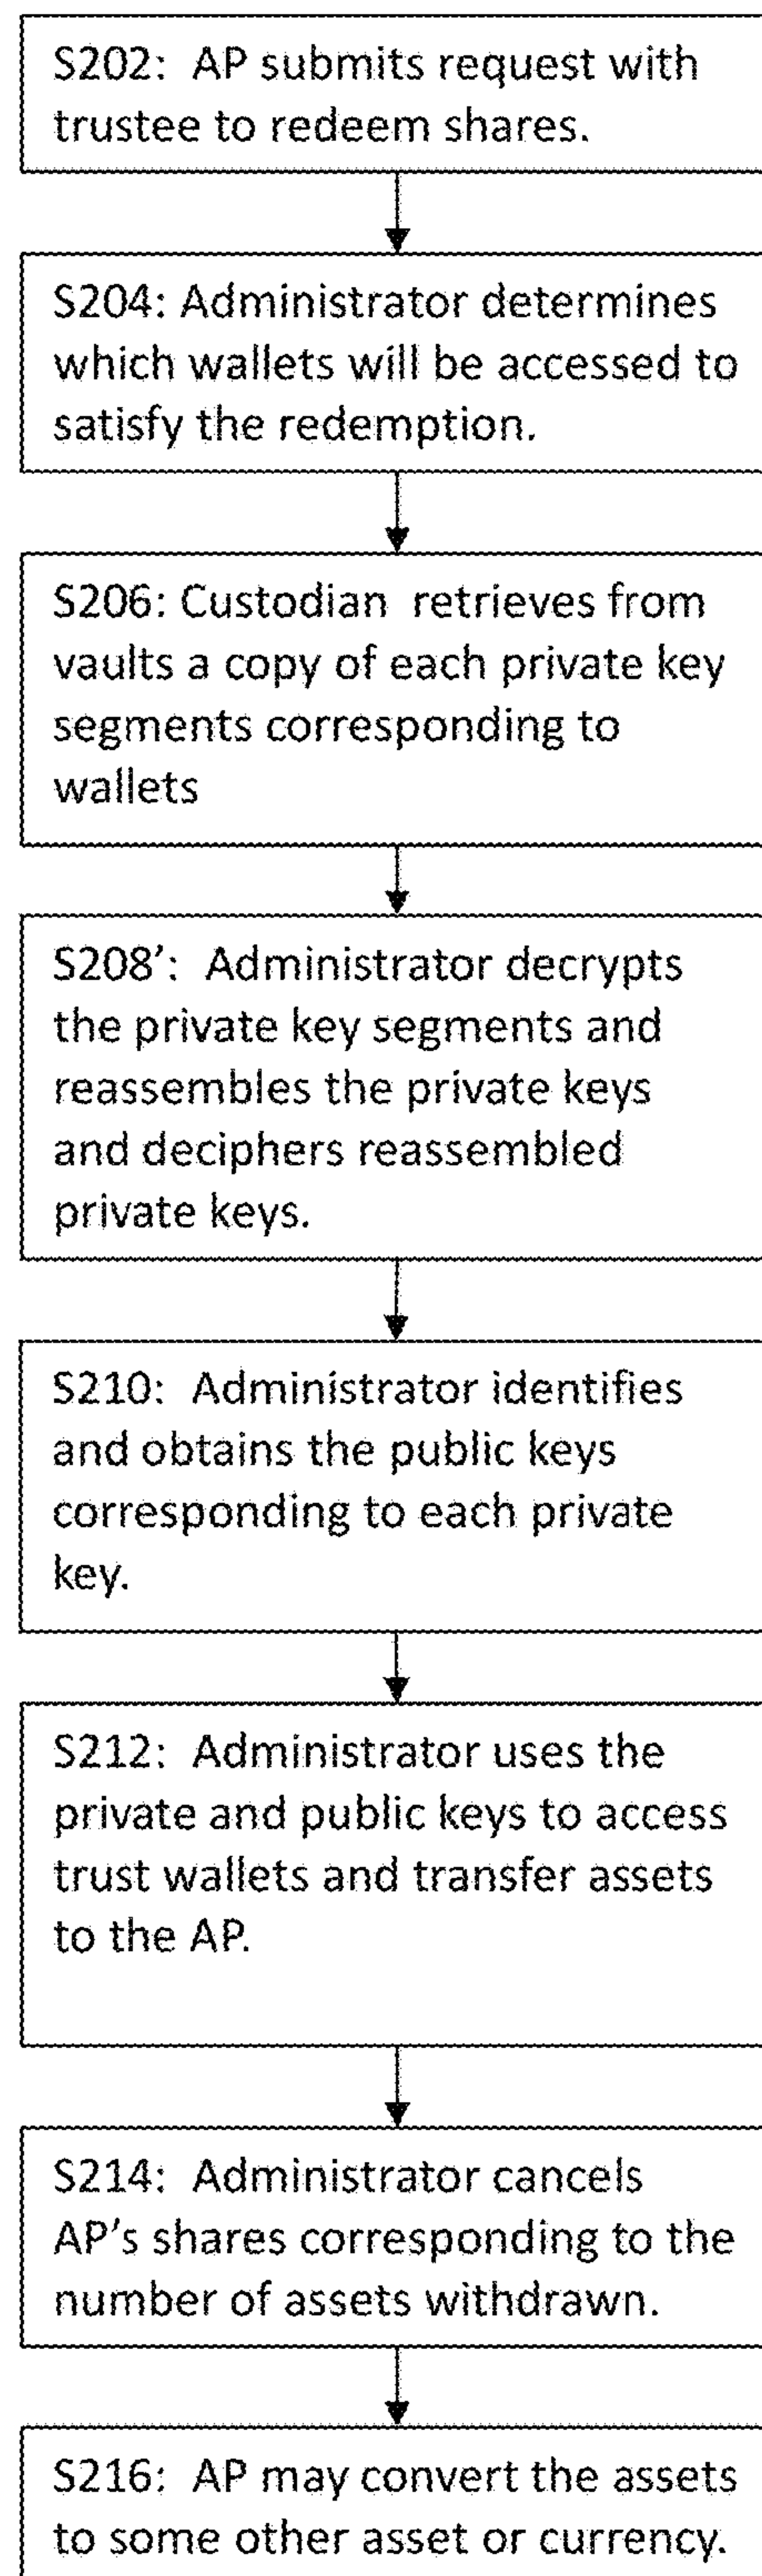 S202:  AP submits request with
trustee to redeem shares.
S204: Administrator determines
which wallets will be accessed to
satisfy the redemption.
S206: Custodian  retrieves from
vaults a copy of each private key
segments corresponding to
wallets
S208’:  Administrator decrypts
the private key segments and
reassembles the private keys
and deciphers reassembled
private keys.
S210:  Administrator identifies
and obtains the public keys
corresponding to each private
key.
S212:  Administrator uses the
private and public keys to access
trust wallets and transfer assets
to the AP.
S214:  Administrator cancels
AP’s shares corresponding to the
number of assets withdrawn.
S216:  AP may convert the assets
to some other asset or currency.